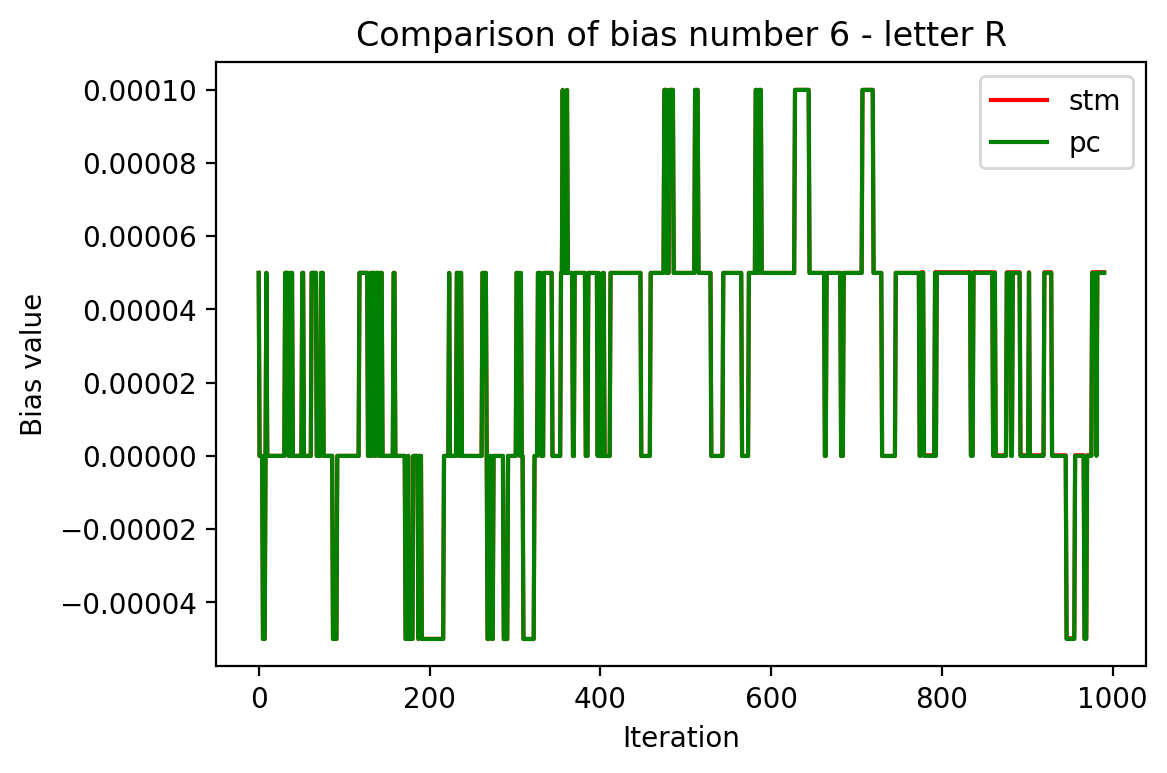 Comparison of bias number 6 - letter R
0.00010
0.00008
0.00006
0.00004
0.00002
0.00000
−0.00002
−0.00004
Bias value
stm
pc
0 200 400 600 800 1000
Iteration